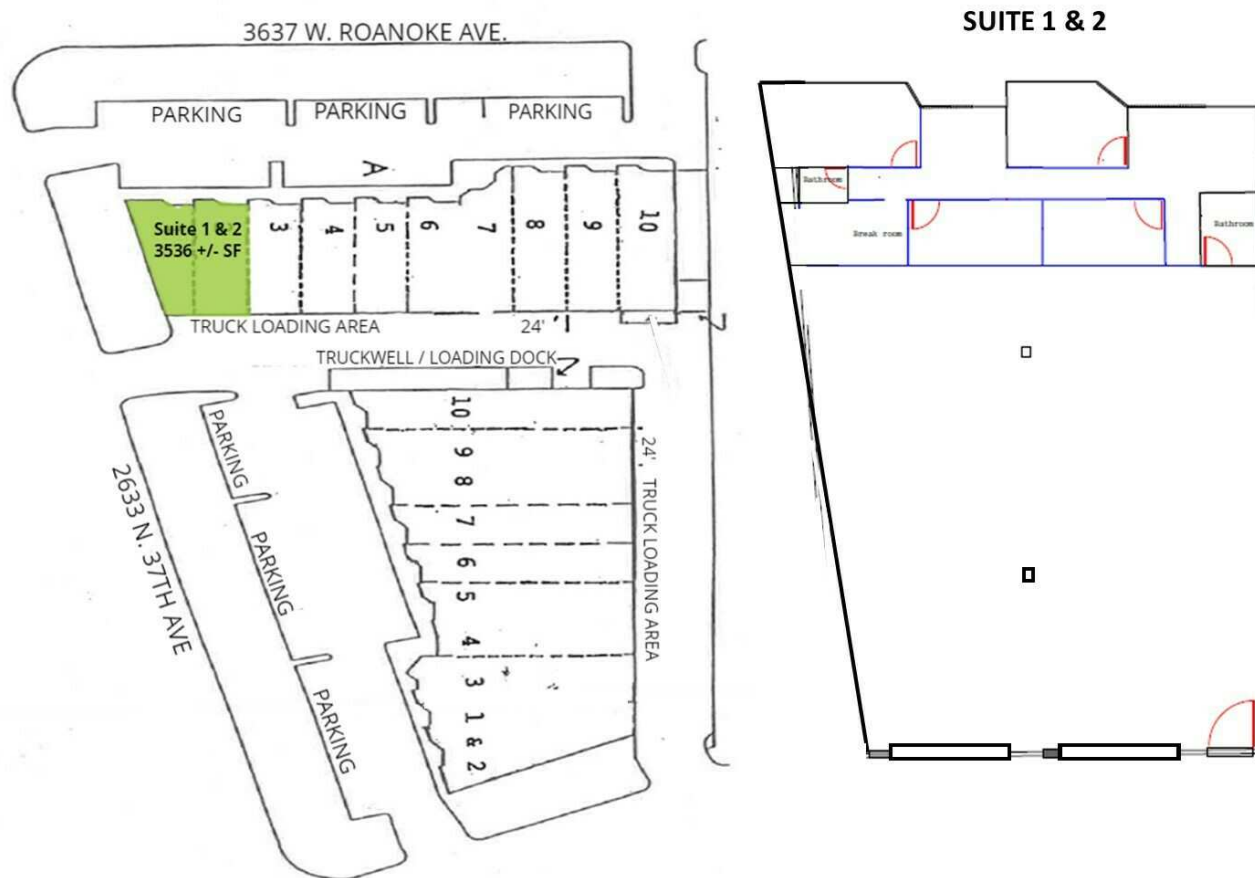 3637 W. ROANOKE AVE.
PARKING
PARKING
PARKING
A
Suite 1 & 2
3536 +/- SF
3
4
5
6
7
8
9
10
TRUCK LOADING AREA
24'
TRUCKWELL / LOADING DOCK
10
9
8
7
6
5
4
3
1 & 2
24'
TRUCK LOADING AREA
PARKING
PARKING
PARKING
2633 N. 37TH AVE
SUITE 1 & 2
Bathroom
Break room
Bathroom